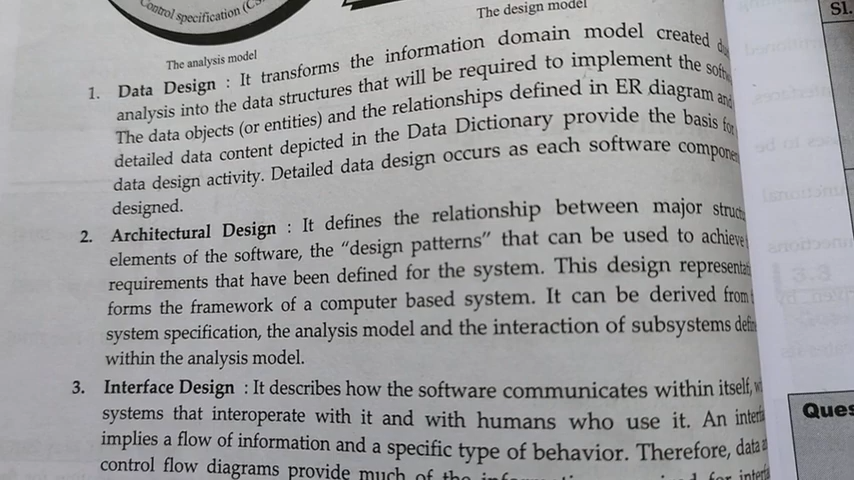 Control specification
The design model
Sl.
The analysis model
1. Data Design : It transforms the information domain model created
analysis into the data structures that will be required to implement the
The data objects (or entities) and the relationships defined in ER diagram and
detailed data content depicted in the Data Dictionary provide the basis for
data design activity. Detailed data design occurs as each software
designed.
2. Architectural Design : It defines the relationship between major
elements of the software, the “design patterns” that can be used to achieve
requirements that have been defined for the system. This design
forms the framework of a computer based system. It can be derived from
system specification, the analysis model and the interaction of subsystems
within the analysis model.
3. Interface Design : It describes how the software communicates within itself,
systems that interoperate with it and with humans who use it. An
implies a flow of information and a specific type of behavior. Therefore, data
control flow diagrams provide much of the